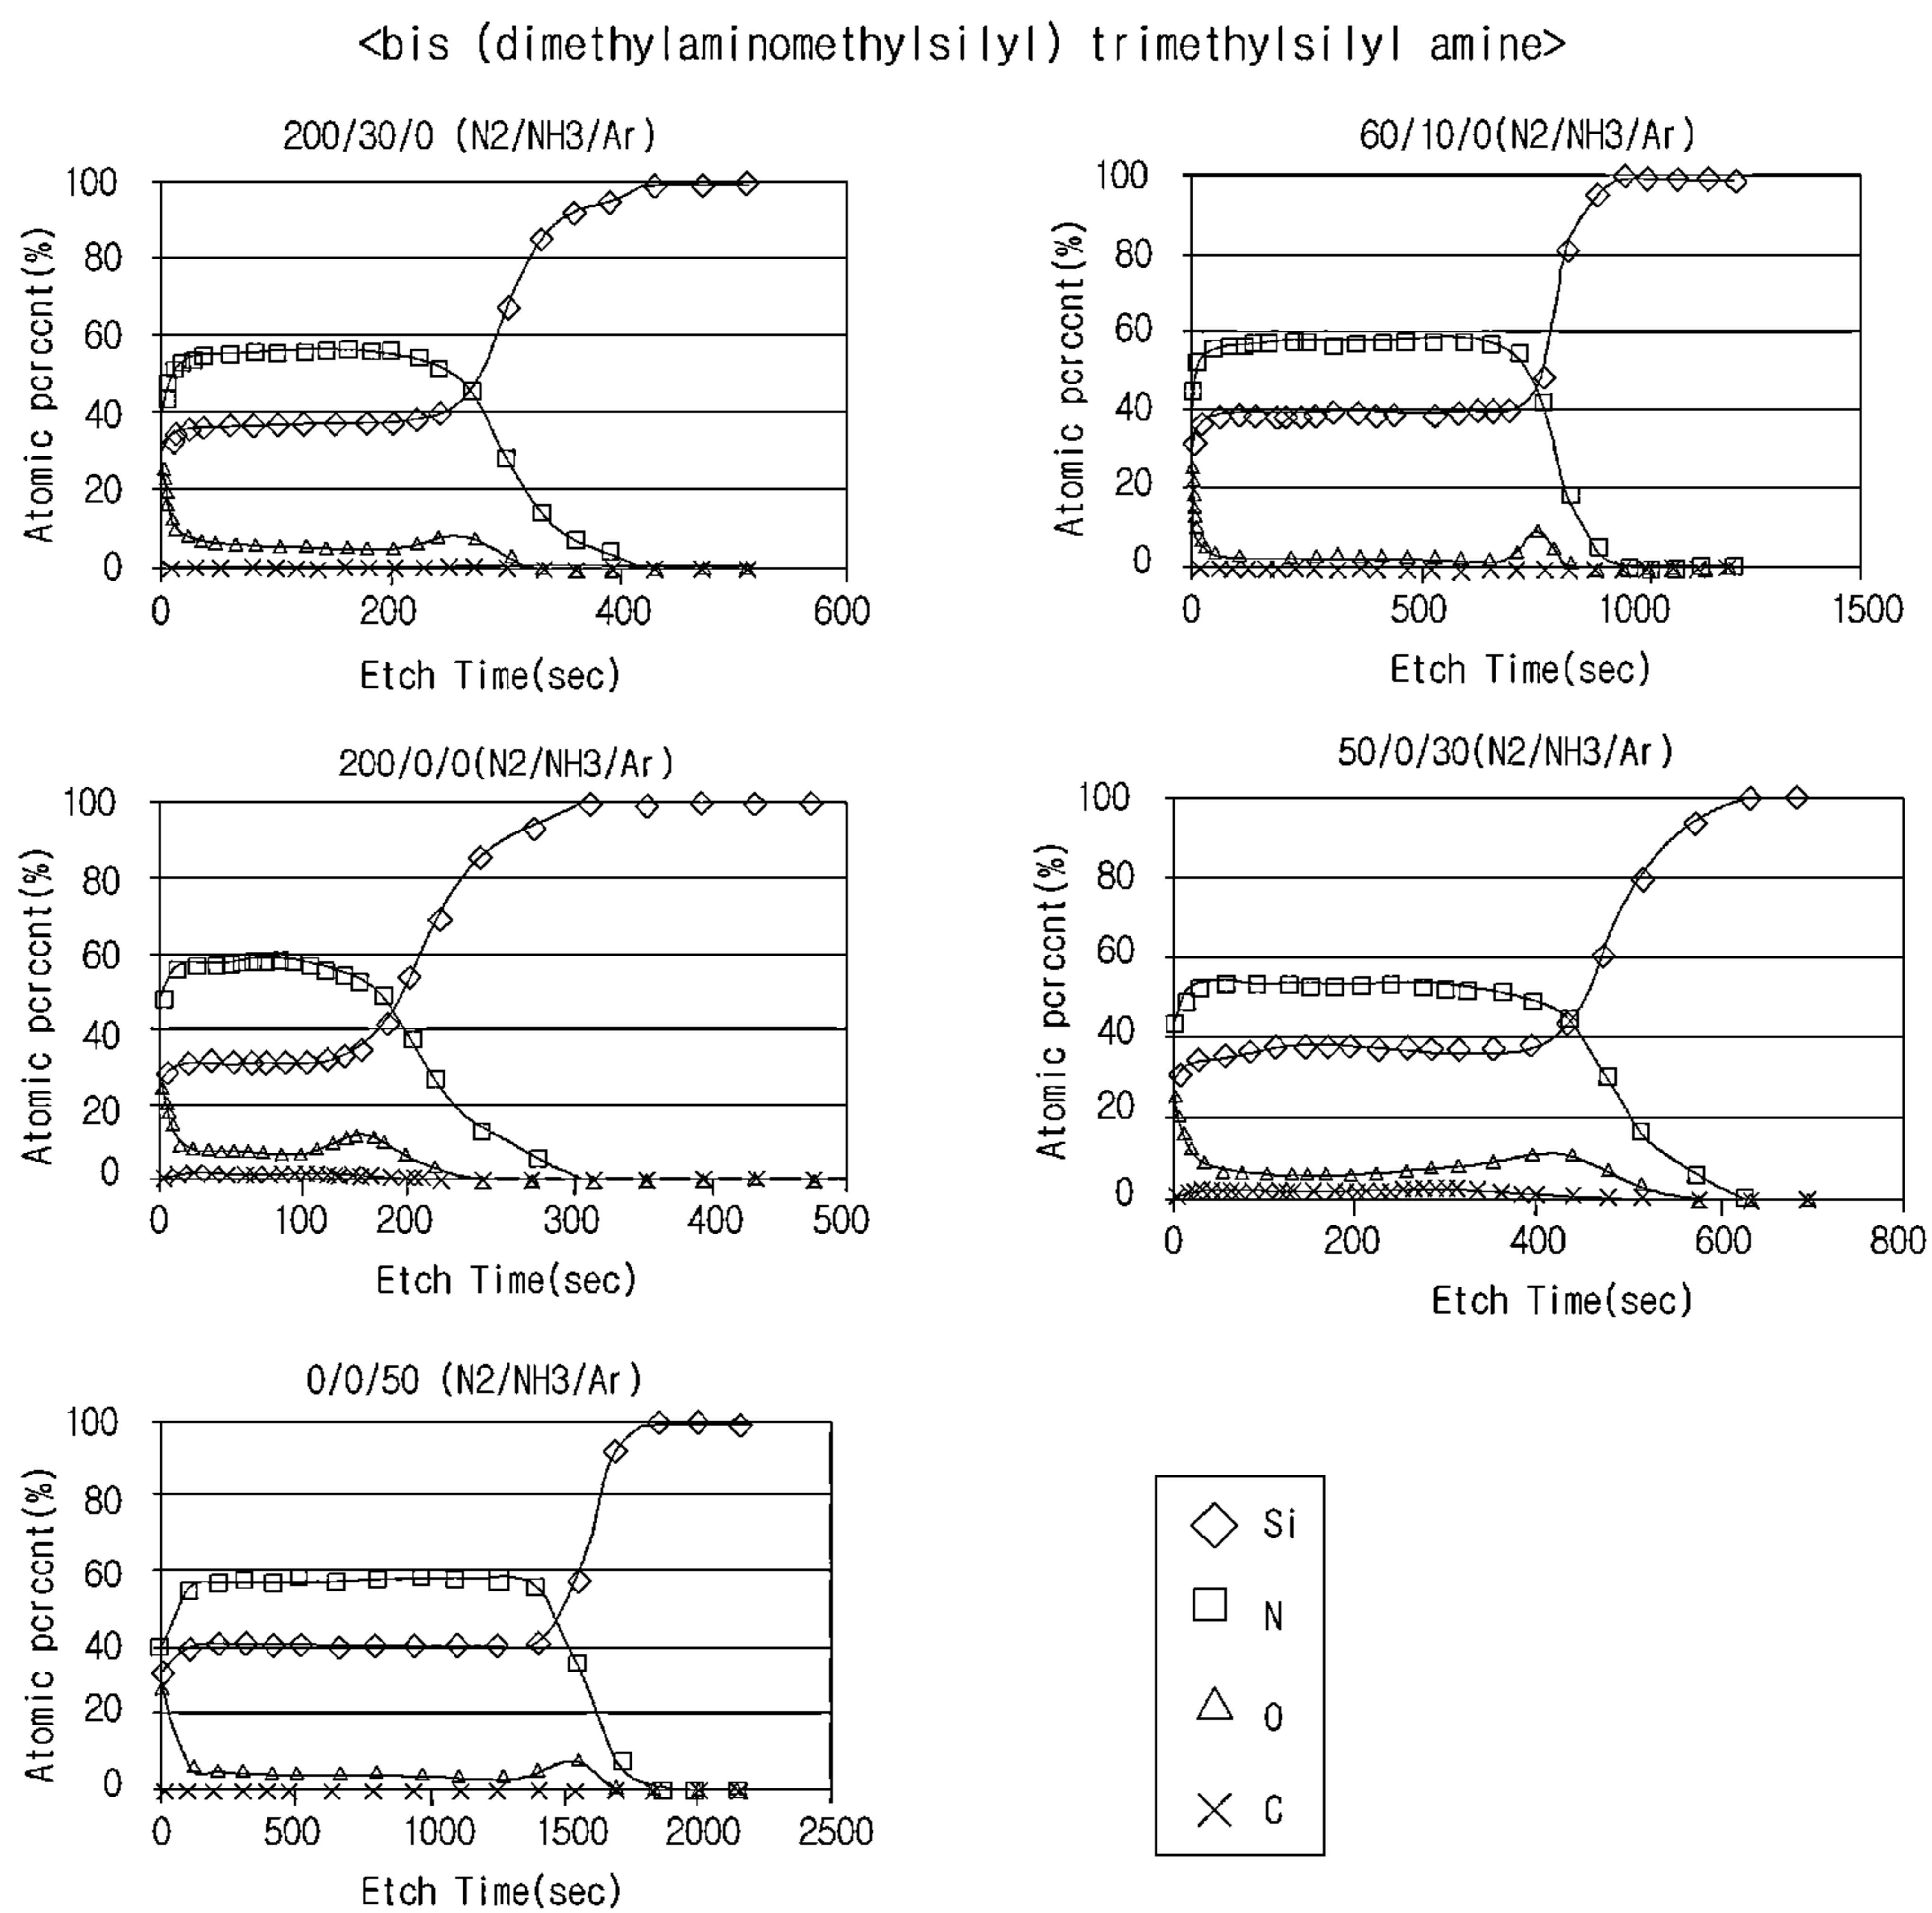 <bis (dimethylaminomethylsilyl) trimethylsilyl amine>
200/30/0 (N2/NH3/Ar)
100
80
60
40
20
0
Atomic pcrccnt(%)
0 200 400 600
Etch Time(sec)
60/10/0(N2/NH3/Ar)
100
80
60
40
20
0
Atomic pcrccnt(%)
0 500 1000 1500
Etch Time(sec)
200/0/0(N2/NH3/Ar)
100
80
60
40
20
0
Atomic pcrccnt(%)
0 100 200 300 400 500
Etch Time(sec)
50/0/30(N2/NH3/Ar)
100
80
60
40
20
0
Atomic pcrccnt(%)
0 200 400 600 800
Etch Time(sec)
0/0/50 (N2/NH3/Ar)
100
80
60
40
20
0
Atomic pcrccnt(%)
0 500 1000 1500 2000 2500
Etch Time(sec)
Si
N
O
C